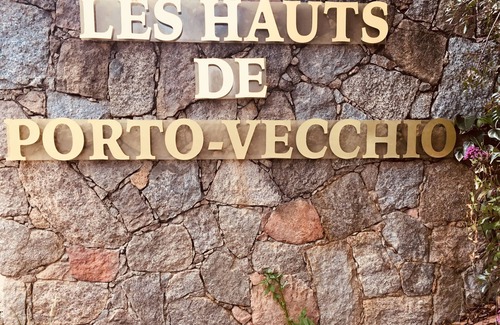 LES HAUTS
DE
PORTO-VECCHIO